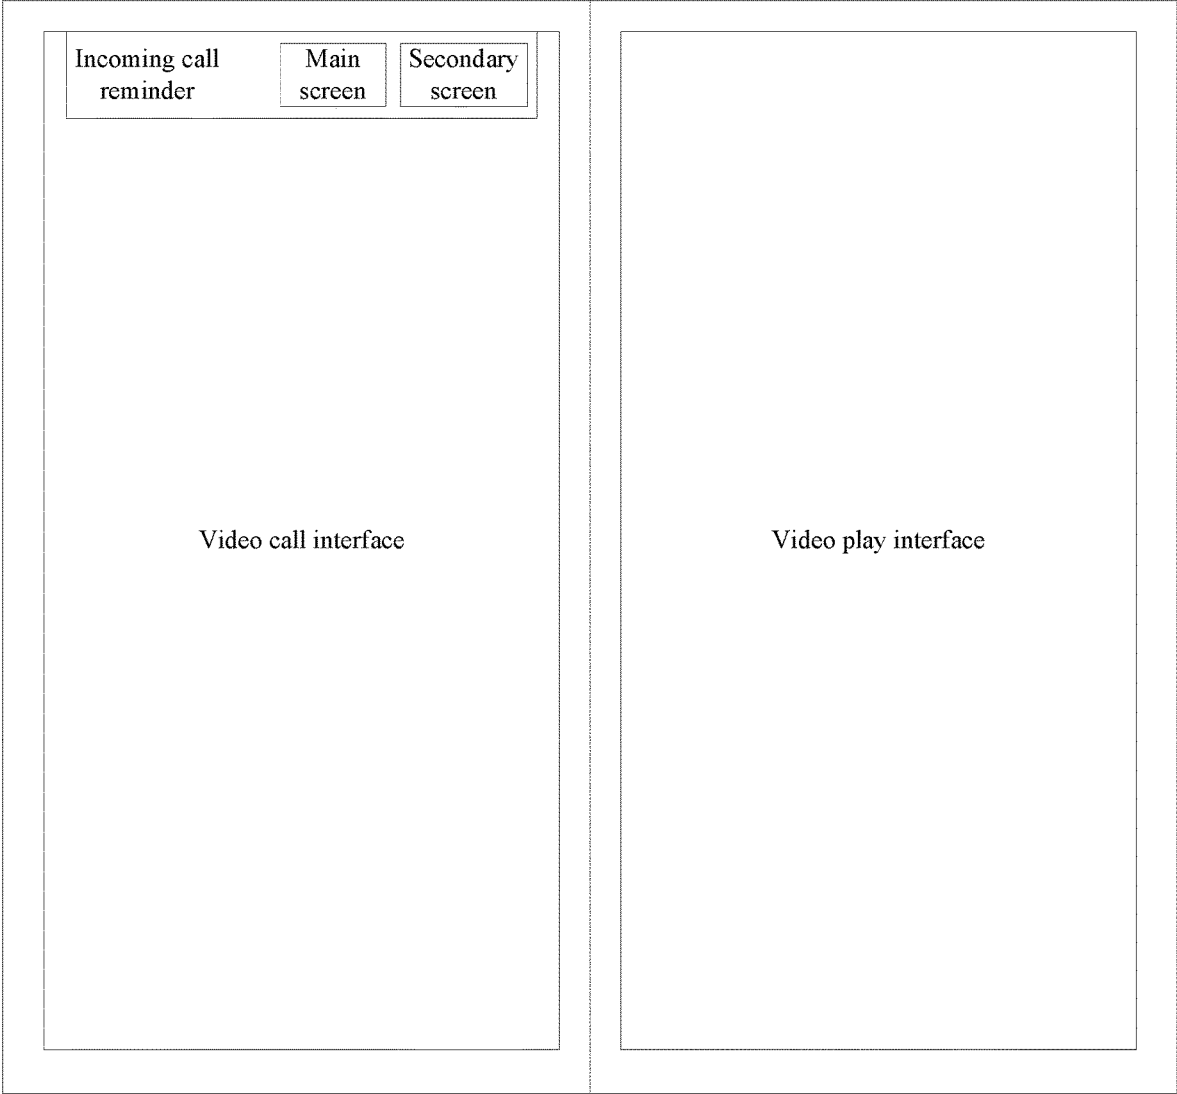 Incoming call
reminder
Main
screen
Secondary
screen
Video call interface
Video play interface